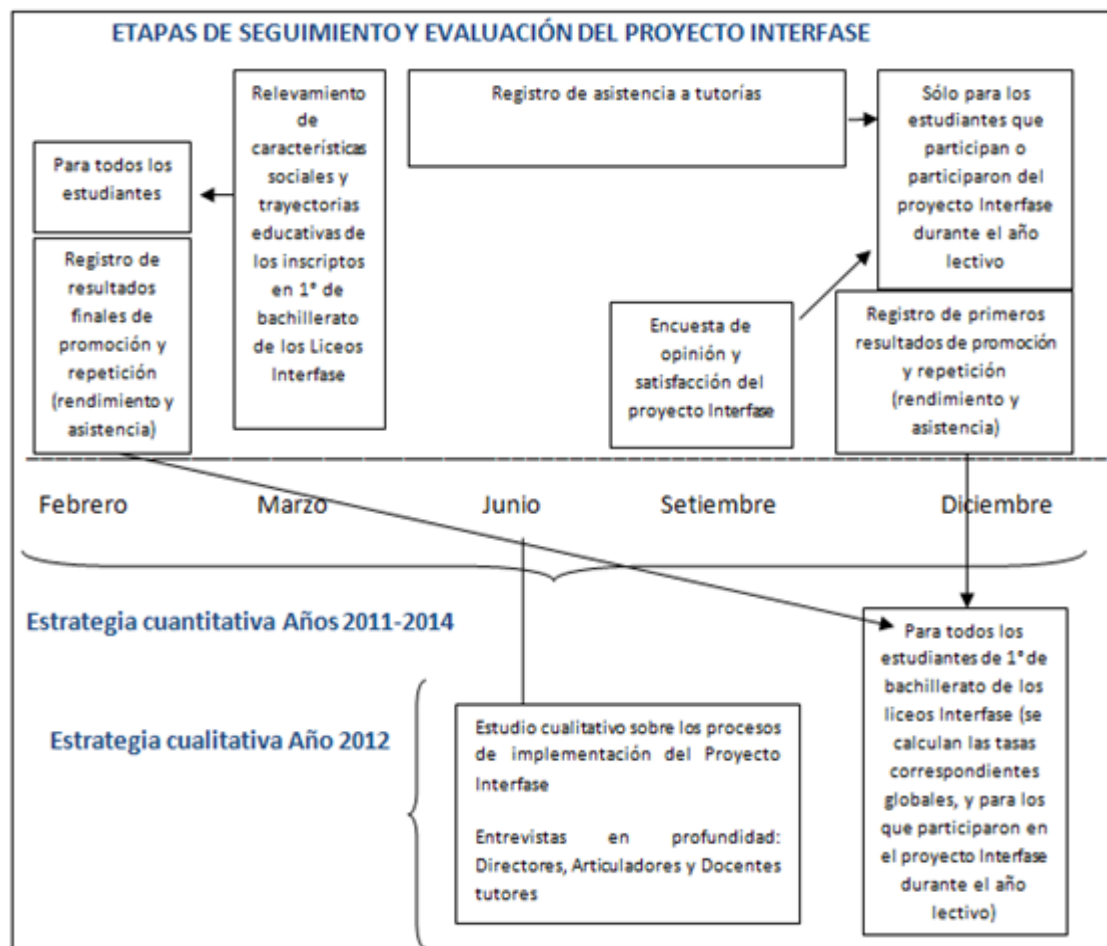 ETAPAS DE SEGUIMIENTO Y EVALUACIÓN DEL PROYECTO INTERFASE
Para todos los
estudiantes
Registro de
resultados
finales de
promoción y
repetición
(rendimiento y
asistencia)
Relevamiento
de
características
sociales y
trayectorias
educativas de
los inscriptos
en 1° de
bachillerato
de los Liceos
Interfase
Registro de asistencia a tutorías
Encuesta de
opinión y
satisfacción del
proyecto Interfase
Sólo para los
estudiantes que
participan o
participaron del
proyecto Interfase
durante el año
lectivo
Registro de primeros
resultados de promoción
y repetición
(rendimiento y
asistencia)
Febrero
Marzo
Junio
Setiembre
Diciembre
Estrategia cuantitativa Años 2011-2014
Estrategia cualitativa Año 2012
Estudio cualitativo sobre los procesos
de implementación del Proyecto
Interfase
Entrevistas en profundidad:
Directores, Articuladores y Docentes
tutores
Para todos los
estudiantes de 1° de
bachillerato de los
liceos Interfase (se
calculan las tasas
correspondientes
globales, y para los
que participaron en
el proyecto Interfase
durante el año
lectivo)